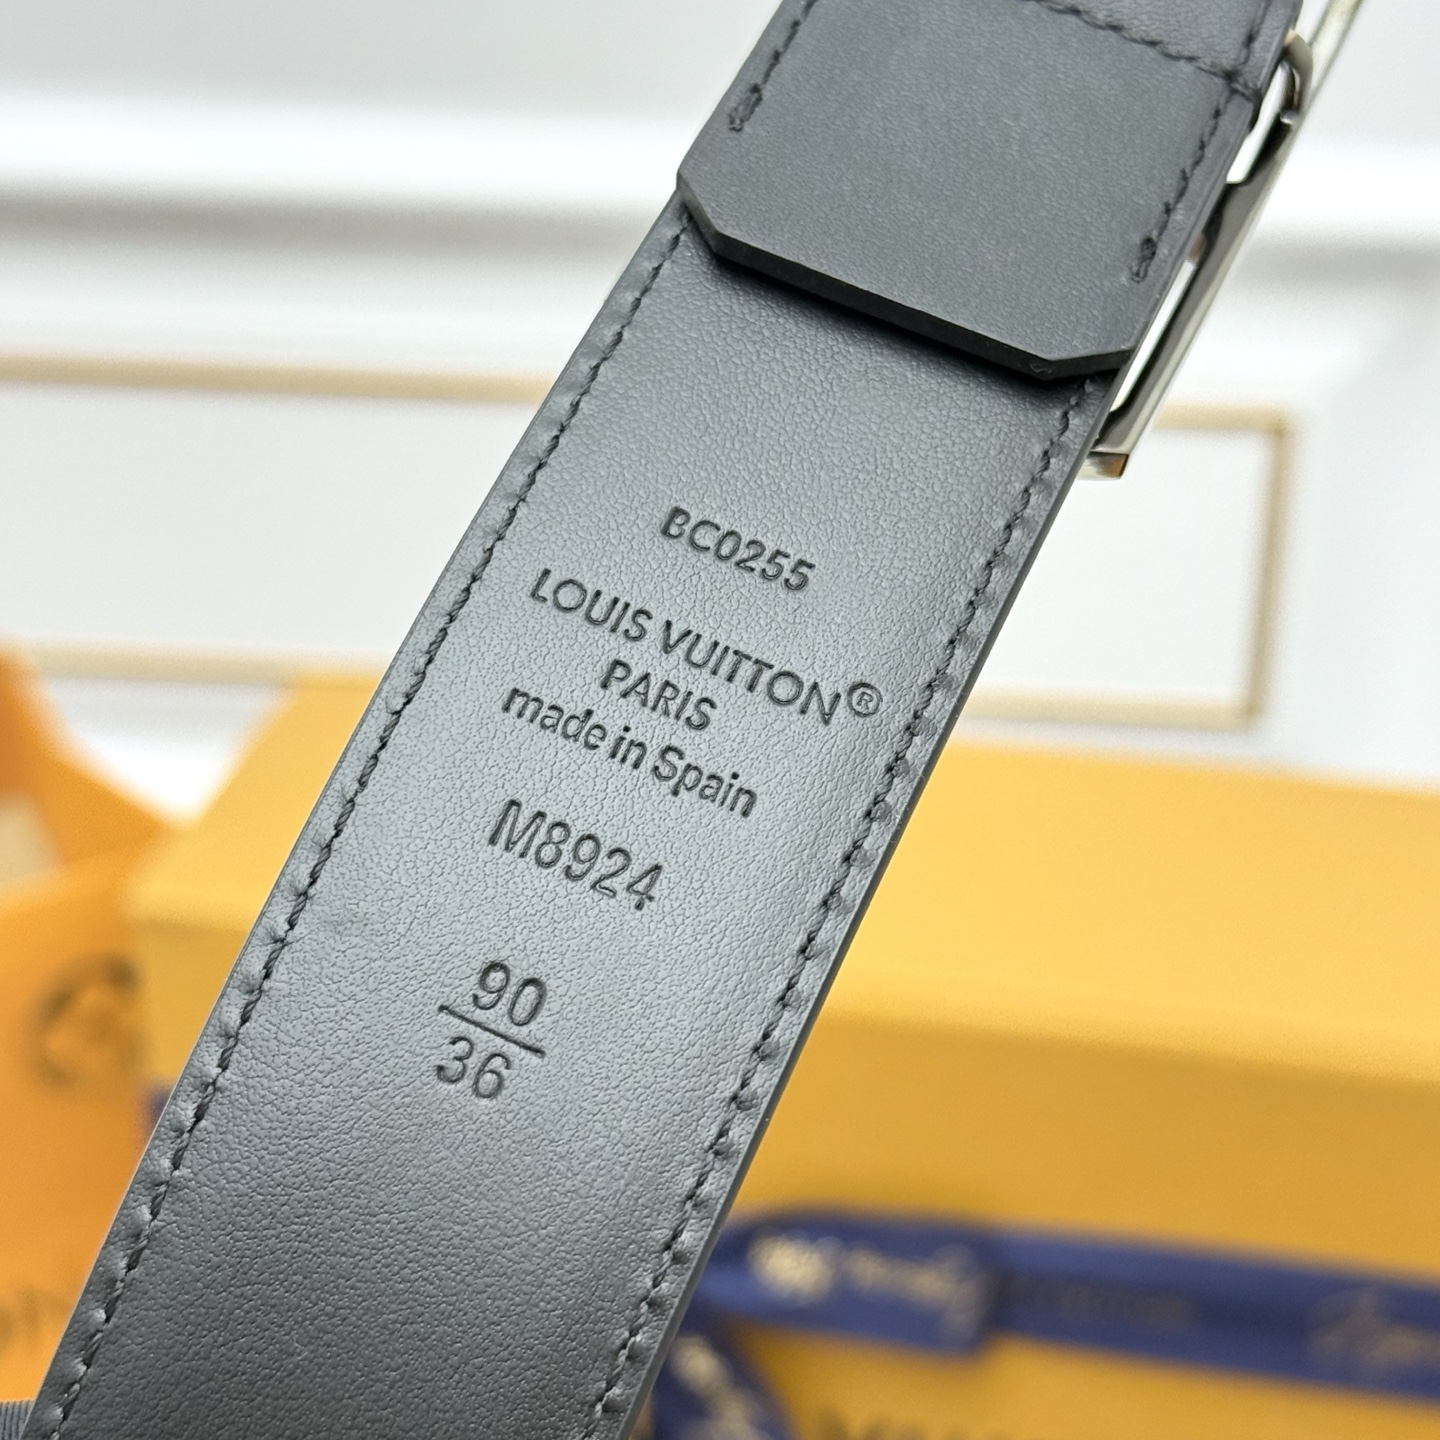 BC0255
LOUIS VUITTON®
PARIS
made in Spain
M8924
90
36